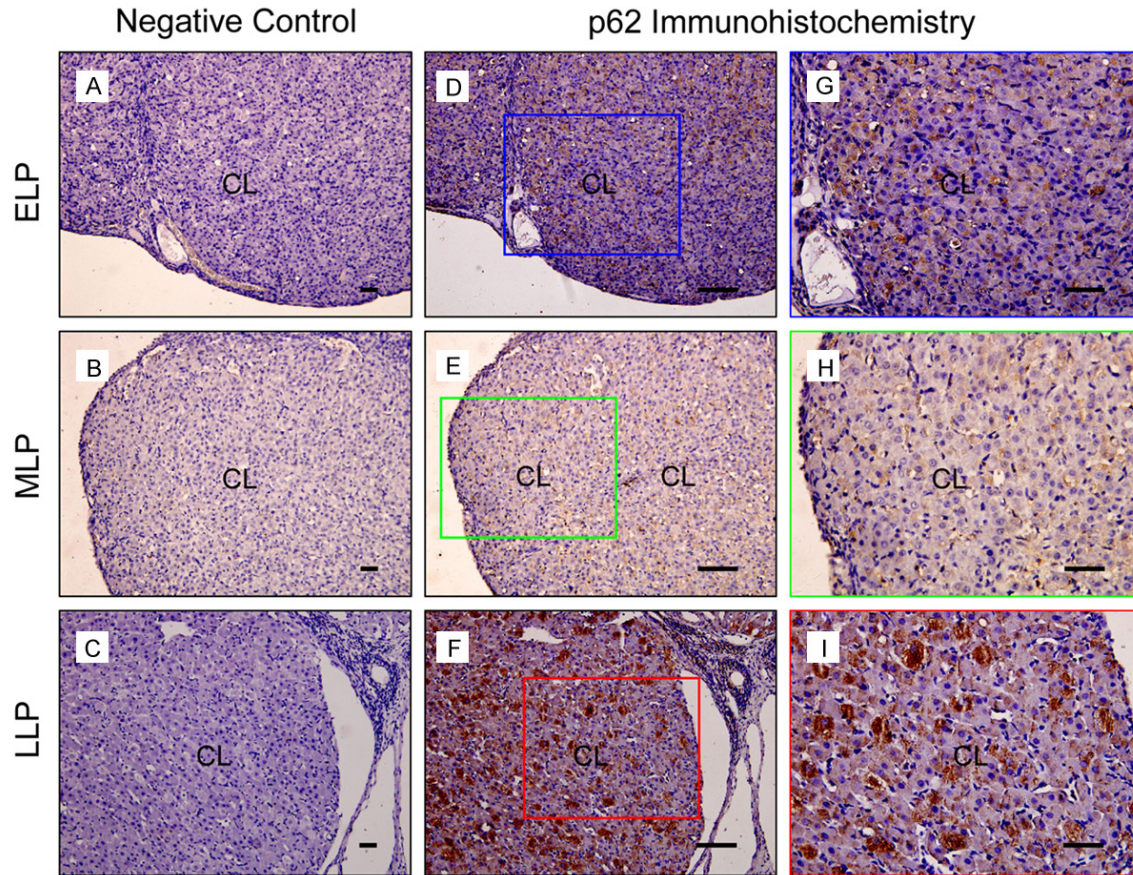 Negative Control
p62 Immunohistochemistry
ELP
A
CL
D
CL
G
CL
MLP
B
CL
E
CL
CL
H
CL
LLP
C
CL
F
CL
I
CL